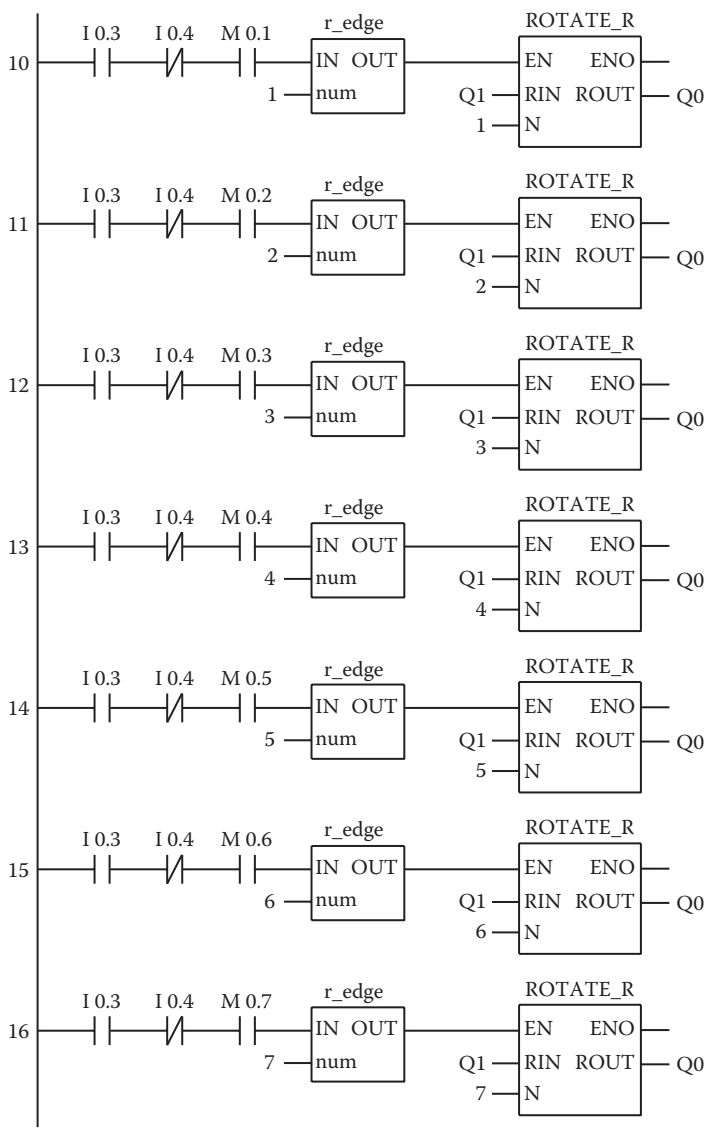 r_edge ROTATE_R
I 0.3 I 0.4 M 0.1
10 IN OUT EN ENO
1 num Q1 RIN ROUT Q0
1 N
r_edge ROTATE_R
I 0.3 I 0.4 M 0.2
11 IN OUT EN ENO
2 num Q1 RIN ROUT Q0
2 N
r_edge ROTATE_R
I 0.3 I 0.4 M 0.3
12 IN OUT EN ENO
3 num Q1 RIN ROUT Q0
3 N
r_edge ROTATE_R
I 0.3 I 0.4 M 0.4
13 IN OUT EN ENO
4 num Q1 RIN ROUT Q0
4 N
r_edge ROTATE_R
I 0.3 I 0.4 M 0.5
14 IN OUT EN ENO
5 num Q1 RIN ROUT Q0
5 N
r_edge ROTATE_R
I 0.3 I 0.4 M 0.6
15 IN OUT EN ENO
6 num Q1 RIN ROUT Q0
6 N
r_edge ROTATE_R
I 0.3 I 0.4 M 0.7
16 IN OUT EN ENO
7 num Q1 RIN ROUT Q0
7 N